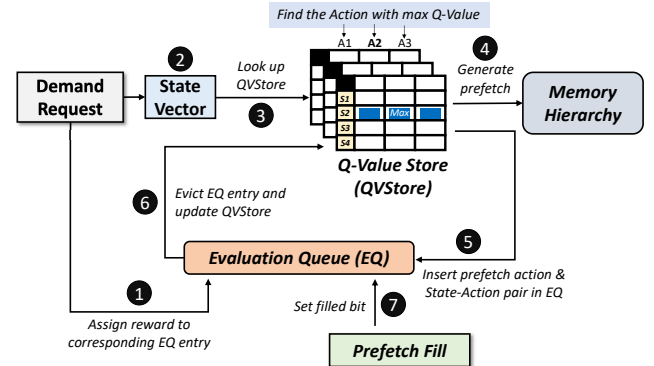 Find the Action with max Q-Value
A1 A2 A3
2
Look up
QVStore
3
4
Generate
prefetch
Demand
Request
State
Vector
Memory
Hierarchy
S1
S2
Max
S3
S4
Q-Value Store
(QVStore)
6
Evict EQ entry and
update QVStore
5
Evaluation Queue (EQ)
Insert prefetch action &
State-Action pair in EQ
1
Assign reward to
corresponding EQ entry
Set filled bit
7
Prefetch Fill